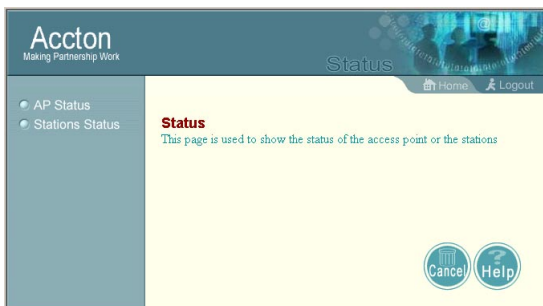 Accton
Making Partnership Work
Status
Home
Logout
AP Status
Stations Status
Status
This page is used to show the status of the access point or the stations
Cancel
Help